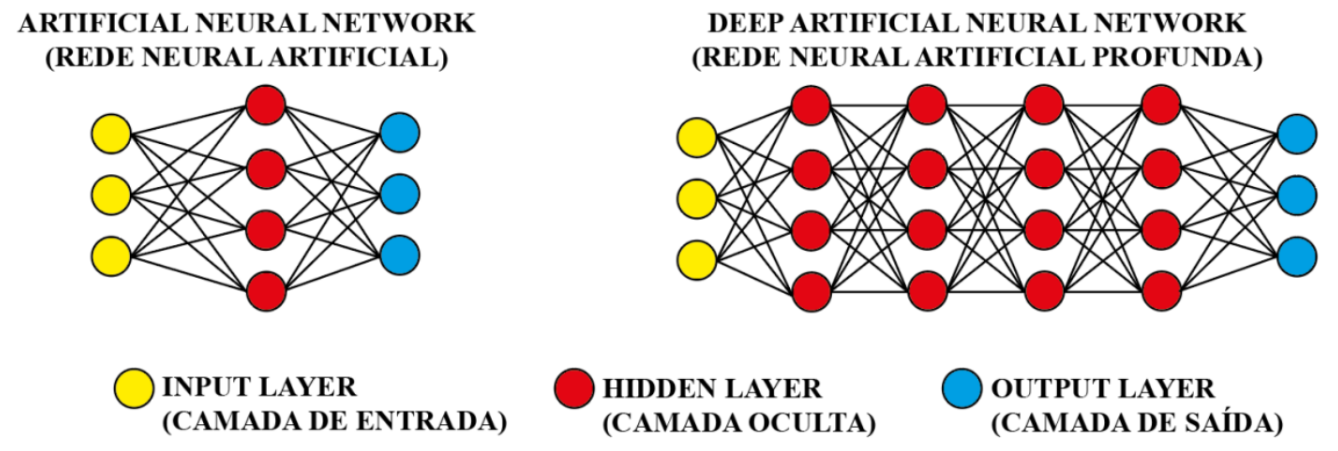 ARTIFICIAL NEURAL NETWORK
(REDE NEURAL ARTIFICIAL)
DEEP ARTIFICIAL NEURAL NETWORK
(REDE NEURAL ARTIFICIAL PROFUNDA)
INPUT LAYER
(CAMADA DE ENTRADA)
HIDDEN LAYER
(CAMADA OCULTA)
OUTPUT LAYER
(CAMADA DE SAÍDA)